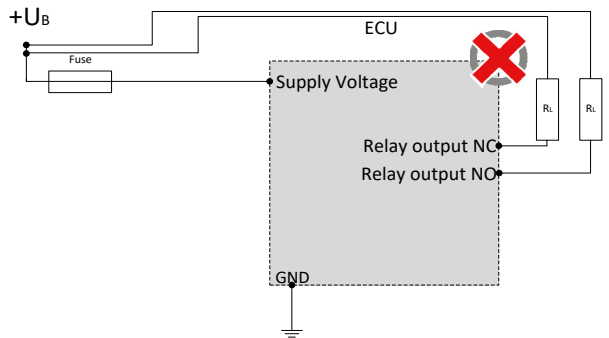 +UB
ECU
Fuse
Supply Voltage
RL
RL
Relay output NC
Relay output NO
GND